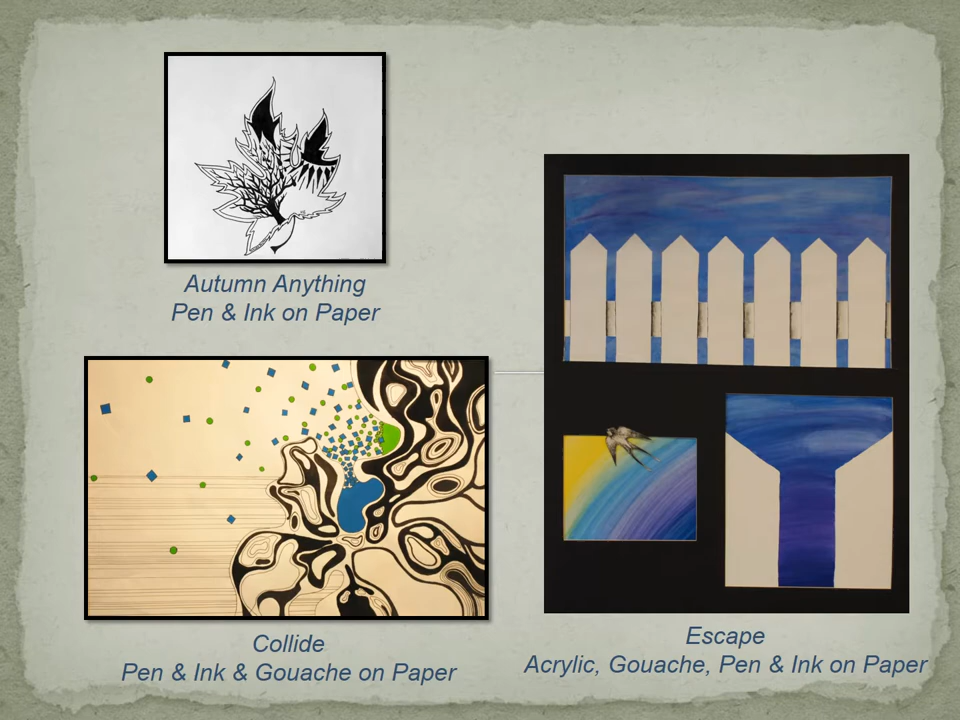 Autumn Anything
Pen & Ink on Paper
Collide
Pen & Ink & Gouache on Paper
Escape
Acrylic, Gouache, Pen & Ink on Paper